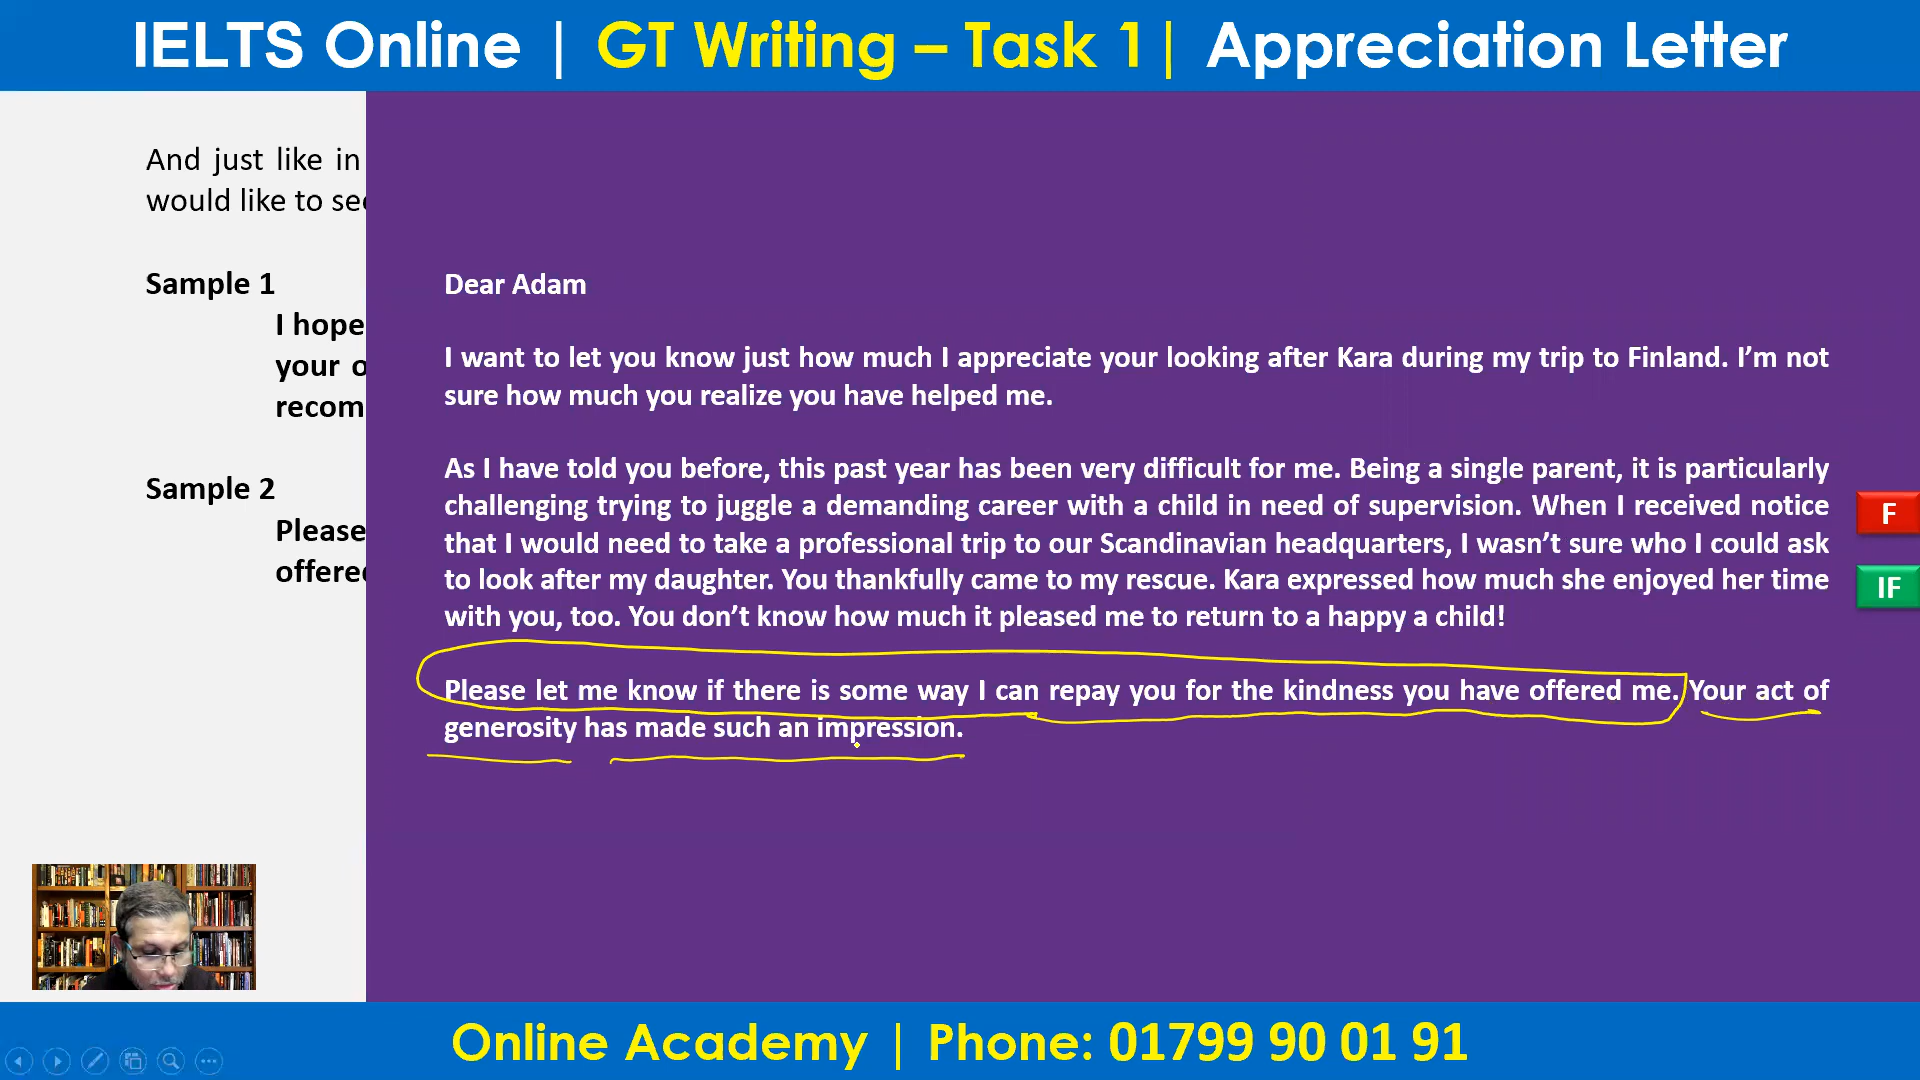 IELTS Online | GT Writing – Task 1 | Appreciation Letter
And just like in
would like to see
Sample 1
I hope
your o
recom
Sample 2
Please
offered
Dear Adam
I want to let you know just how much I appreciate your looking after Kara during my trip to Finland. I’m not
sure how much you realize you have helped me.
As I have told you before, this past year has been very difficult for me. Being a single parent, it is particularly
challenging trying to juggle a demanding career with a child in need of supervision. When I received notice
that I would need to take a professional trip to our Scandinavian headquarters, I wasn’t sure who I could ask
to look after my daughter. You thankfully came to my rescue. Kara expressed how much she enjoyed her time
with you, too. You don’t know how much it pleased me to return to a happy a child!
Please let me know if there is some way I can repay you for the kindness you have offered me. Your act of
generosity has made such an impression.
F
IF
Online Academy | Phone: 01799 90 01 91